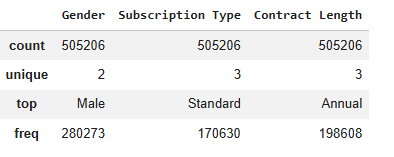 Gender Subscription Type Contract Length
count 505206 505206 505206
unique 2 3 3
top Male Standard Annual
freq 280273 170630 198608